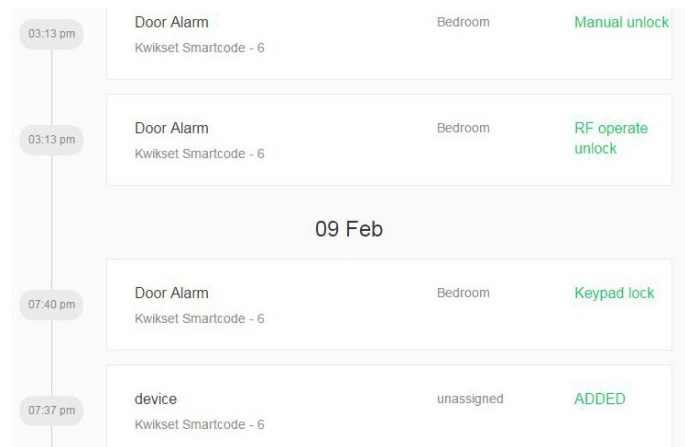 03:13 pm
Door Alarm
Bedroom
Manual unlock
Kwikset Smartcode - 6
03:13 pm
Door Alarm
Bedroom
RF operate
unlock
Kwikset Smartcode - 6
09 Feb
07:40 pm
Door Alarm
Bedroom
Keypad lock
Kwikset Smartcode - 6
07:37 pm
device
unassigned
ADDED
Kwikset Smartcode - 6